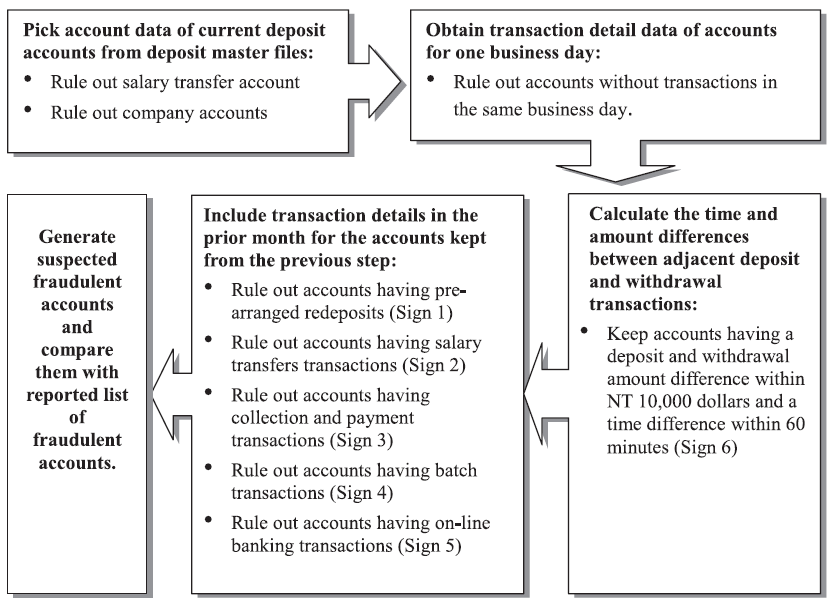 Pick account data of current deposit
accounts from deposit master files:
• Rule out salary transfer account
• Rule out company accounts
Obtain transaction detail data of accounts
for one business day:
• Rule out accounts without transactions in
the same business day.
Calculate the time and
amount differences
between adjacent deposit
and withdrawal
transactions:
• Keep accounts having a
deposit and withdrawal
amount difference within
NT 10,000 dollars and a
time difference within 60
minutes (Sign 6)
Include transaction details in the
prior month for the accounts kept
from the previous step:
• Rule out accounts having pre-
arranged redeposits (Sign 1)
• Rule out accounts having salary
transfers transactions (Sign 2)
• Rule out accounts having
collection and payment
transactions (Sign 3)
• Rule out accounts having batch
transactions (Sign 4)
• Rule out accounts having on-line
banking transactions (Sign 5)
Generate
suspected
fraudulent
accounts
and
compare
them with
reported list
of
fraudulent
accounts.